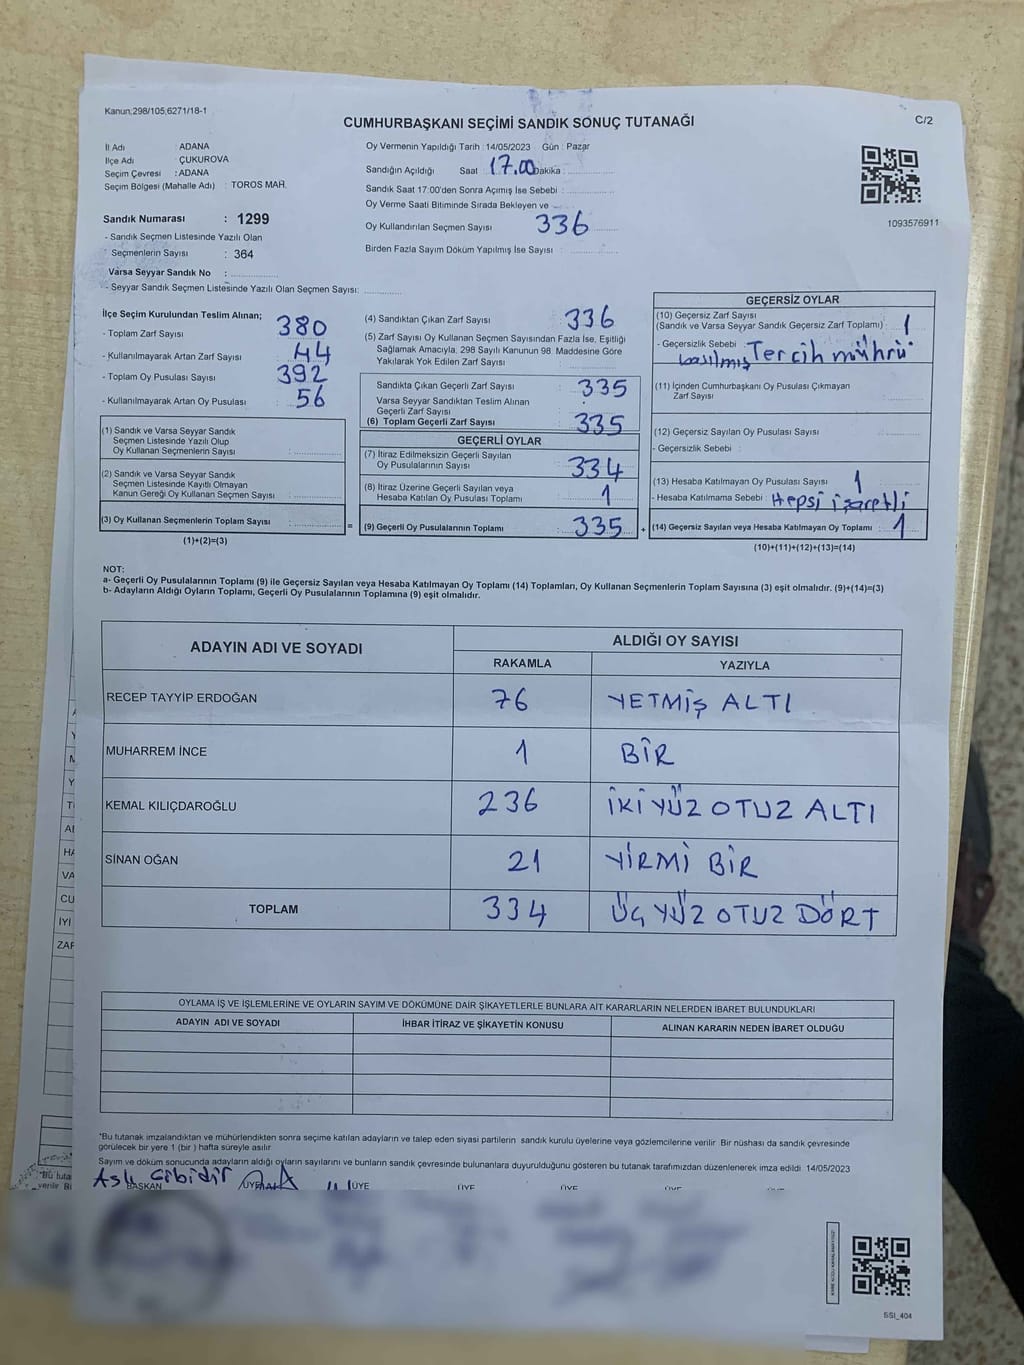 Kanun;298/105,6271/18-1
CUMHURBAŞKANI SEÇİMİ SANDIK SONUÇ TUTANAĞI
C/2
İl Adı : ADANA
İlçe Adı : ÇUKUROVA
Seçim Çevresi : ADANA
Seçim Bölgesi (Mahalle Adı) : TOROS MAH.
Sandık Numarası : 1299
- Sandık Seçmen Listesinde Yazılı Olan
Seçmenlerin Sayısı : 364
Varsa Seyyar Sandık No :
- Seyyar Sandık Seçmen Listesinde Yazılı Olan Seçmen Sayısı:
Oy Vermenin Yapıldığı Tarih : 14/05/2023 Gün : Pazar
Sandığın Açıldığı Saat 17.00 Dakika :
Sandık Saat 17:00'den Sonra Açımış İse Sebebi :
Oy Verme Saati Bitiminde Sırada Bekleyen ve
Oy Kullandırılan Seçmen Sayısı 336
Birden Fazla Sayım Döküm Yapılmış İse Sayısı :
1093576911
İlçe Seçim Kurulundan Teslim Alınan;
- Toplam Zarf Sayısı 380
- Kullanılmayarak Artan Zarf Sayısı : 44
- Toplam Oy Pusulası Sayısı 392
- Kullanılmayarak Artan Oy Pusulası : 56
(1) Sandık ve Varsa Seyyar Sandık
Seçmen Listesinde Yazılı Olup
Oy Kullanan Seçmenlerin Sayısı :
(2) Sandık ve Varsa Seyyar Sandık
Seçmen Listesinde Kayıtlı Olmayan
Kanun Gereği Oy Kullanan Seçmen Sayısı :
(3) Oy Kullanan Seçmenlerin Toplam Sayısı : =
(1)+(2)=(3)
(4) Sandıktan Çıkan Zarf Sayısı : 336
(5) Zarf Sayısı Oy Kullanan Seçmen Sayısından Fazla İse, Eşitliği
Sağlamak Amacıyla, 298 Sayılı Kanunun 98. Maddesine Göre
Yakılarak Yok Edilen Zarf Sayısı :
Sandıkta Çıkan Geçerli Zarf Sayısı : 335
Varsa Seyyar Sandıktan Teslim Alınan
Geçerli Zarf Sayısı
(6) Toplam Geçerli Zarf Sayısı : 335
GEÇERLİ OYLAR
(7) İtiraz Edilmeksizin Geçerli Sayılan
Oy Pusulalarının Sayısı : 334
(8) İtiraz Üzerine Geçerli Sayılan veya
Hesaba Katılan Oy Pusulası Toplamı : 1
(9) Geçerli Oy Pusulalarının Toplamı : 335 +
GEÇERSİZ OYLAR
(10) Geçersiz Zarf Sayısı
(Sandık ve Varsa Seyyar Sandık Geçersiz Zarf Toplamı) : 1
- Geçersizlik Sebebi : Tercih mührü
basılmış
(11) İçinden Cumhurbaşkanı Oy Pusulası Çıkmayan
Zarf Sayısı :
(12) Geçersiz Sayılan Oy Pusulası Sayısı :
- Geçersizlik Sebebi :
(13) Hesaba Katılmayan Oy Pusulası Sayısı : 1
- Hesaba Katılmama Sebebi : Hepsi işaretli
(14) Geçersiz Sayılan veya Hesaba Katılmayan Oy Toplamı : 1
(10)+(11)+(12)+(13)=(14)
NOT:
a- Geçerli Oy Pusulalarının Toplamı (9) ile Geçersiz Sayılan veya Hesaba Katılmayan Oy Toplamı (14) Toplamları, Oy Kullanan Seçmenlerin Toplam Sayısına (3) eşit olmalıdır. (9)+(14)=(3)
b- Adayların Aldığı Oyların Toplamı, Geçerli Oy Pusulalarının Toplamına (9) eşit olmalıdır.
ADAYIN ADI VE SOYADI
ALDIĞI OY SAYISI
RAKAMLA YAZIYLA
RECEP TAYYİP ERDOĞAN 76 YETMİŞ ALTI
MUHARREM İNCE 1 BİR
KEMAL KILIÇDAROĞLU 236 İKİ YÜZ OTUZ ALTI
SİNAN OĞAN 21 YİRMİ BİR
TOPLAM 334 ÜÇ YÜZ OTUZ DÖRT
OYLAMA İŞ VE İŞLEMLERİNE VE OYLARIN SAYIM VE DÖKÜMÜNE DAİR ŞİKAYETLERLE BUNLARA AİT KARARLARIN NELERDEN İBARET BULUNDUKLARI
ADAYIN ADI VE SOYADI İHBAR İTİRAZ VE ŞİKAYETİN KONUSU ALINAN KARARIN NEDEN İBARET OLDUĞU
*Bu tutanak imzalandıktan ve mühürlendikten sonra seçime katılan adayların ve talep eden siyasi partilerin sandık kurulu üyelerine veya gözlemcilerine verilir. Bir nüshası da sandık çevresinde
görülecek bir yere 1 (bir ) hafta süreyle asılır
Sayım ve döküm sonucunda adayların aldığı oyların sayılarını ve bunların sandık çevresinde bulunanlara duyurulduğunu gösteren bu tutanak tarafımızdan düzenlenerek imza edildi. 14/05/2023
Aslı Gibidir
BAŞKAN ÜYE ÜYE ÜYE ÜYE ÜYE
SSI_404